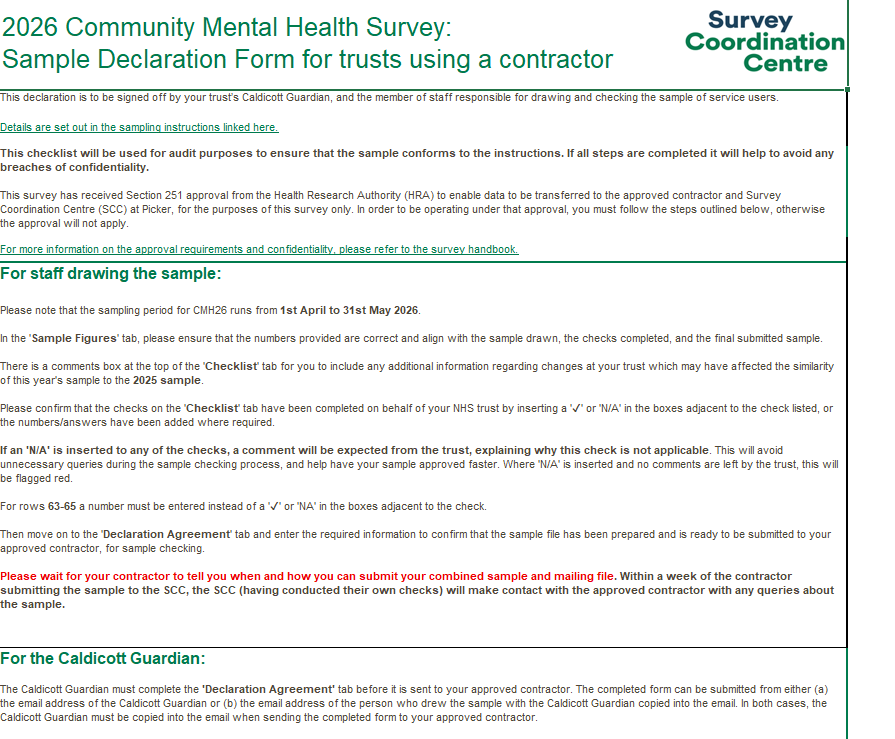 2026 Community Mental Health Survey:
Sample Declaration Form for trusts using a contractor
Survey
Coordination
Centre
This declaration is to be signed off by your trust's Caldicott Guardian, and the member of staff responsible for drawing and checking the sample of service users.
Details are set out in the sampling instructions linked here.
This checklist will be used for audit purposes to ensure that the sample conforms to the instructions. If all steps are completed it will help to avoid any
breaches of confidentiality.
This survey has received Section 251 approval from the Health Research Authority (HRA) to enable data to be transferred to the approved contractor and Survey
Coordination Centre (SCC) at Picker, for the purposes of this survey only. In order to be operating under that approval, you must follow the steps outlined below, otherwise
the approval will not apply.
For more information on the approval requirements and confidentiality, please refer to the survey handbook.
For staff drawing the sample:
Please note that the sampling period for CMH26 runs from 1st April to 31st May 2026.
In the 'Sample Figures' tab, please ensure that the numbers provided are correct and align with the sample drawn, the checks completed, and the final submitted sample.
There is a comments box at the top of the 'Checklist' tab for you to include any additional information regarding changes at your trust which may have affected the similarity
of this year's sample to the 2025 sample.
Please confirm that the checks on the 'Checklist' tab have been completed on behalf of your NHS trust by inserting a '✓' or 'N/A' in the boxes adjacent to the check listed, or
the numbers/answers have been added where required.
If an 'N/A' is inserted to any of the checks, a comment will be expected from the trust, explaining why this check is not applicable. This will avoid
unnecessary queries during the sample checking process, and help have your sample approved faster. Where 'N/A' is inserted and no comments are left by the trust, this will
be flagged red.
For rows 63-65 a number must be entered instead of a '✓' or 'NA' in the boxes adjacent to the check.
Then move on to the 'Declaration Agreement' tab and enter the required information to confirm that the sample file has been prepared and is ready to be submitted to your
approved contractor, for sample checking.
Please wait for your contractor to tell you when and how you can submit your combined sample and mailing file. Within a week of the contractor
submitting the sample to the SCC, the SCC (having conducted their own checks) will make contact with the approved contractor with any queries about
the sample.
For the Caldicott Guardian:
The Caldicott Guardian must complete the 'Declaration Agreement' tab before it is sent to your approved contractor. The completed form can be submitted from either (a)
the email address of the Caldicott Guardian or (b) the email address of the person who drew the sample with the Caldicott Guardian copied into the email. In both cases, the
Caldicott Guardian must be copied into the email when sending the completed form to your approved contractor.